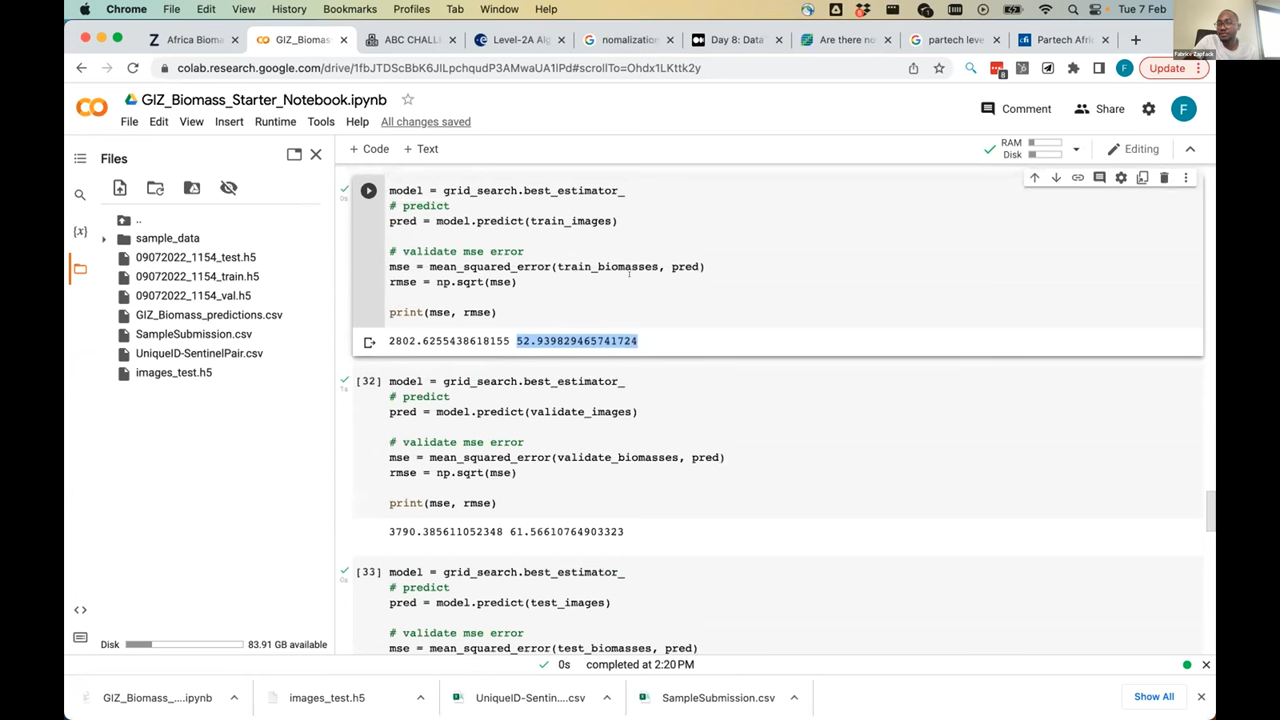 Chrome File Edit View History Bookmarks Profiles Tab Window Help Tue 7 Feb
Fabrice Zapfack
Africa Bioma GIZ_Biomass ABC CHALL Level-2A Alg nomalization Day 8: Data Are there no partech leve Partech Afri
colab.research.google.com/drive/
Update
GIZ_Biomass_Starter_Notebook.ipynb
Comment Share F
File Edit View Insert Runtime Tools Help All changes saved
+ Code + Text
RAM
Disk
Editing
Files
..
sample_data
09072022_1154_test.h5
09072022_1154_train.h5
09072022_1154_val.h5
GIZ_Biomass_predictions.csv
SampleSubmission.csv
UniqueID-SentinelPair.csv
images_test.h5
Disk 83.91 GB available
model = grid_search.best_estimator_
# predict
pred = model.predict(train_images)
# validate mse error
mse = mean_squared_error(train_biomasses, pred)
rmse = np.sqrt(mse)
print(mse, rmse)
2802.6255438618155 52.939829465741724
[32] model = grid_search.best_estimator_
# predict
pred = model.predict(validate_images)
# validate mse error
mse = mean_squared_error(validate_biomasses, pred)
rmse = np.sqrt(mse)
print(mse, rmse)
3790.385611052348 61.56610764903323
[33] model = grid_search.best_estimator_
# predict
pred = model.predict(test_images)
# validate mse error
mse = mean_squared_error(test_biomasses, pred)
0s completed at 2:20 PM
GIZ_Biomass_....ipynb images_test.h5 UniqueID-Sentin....csv SampleSubmission.csv Show All